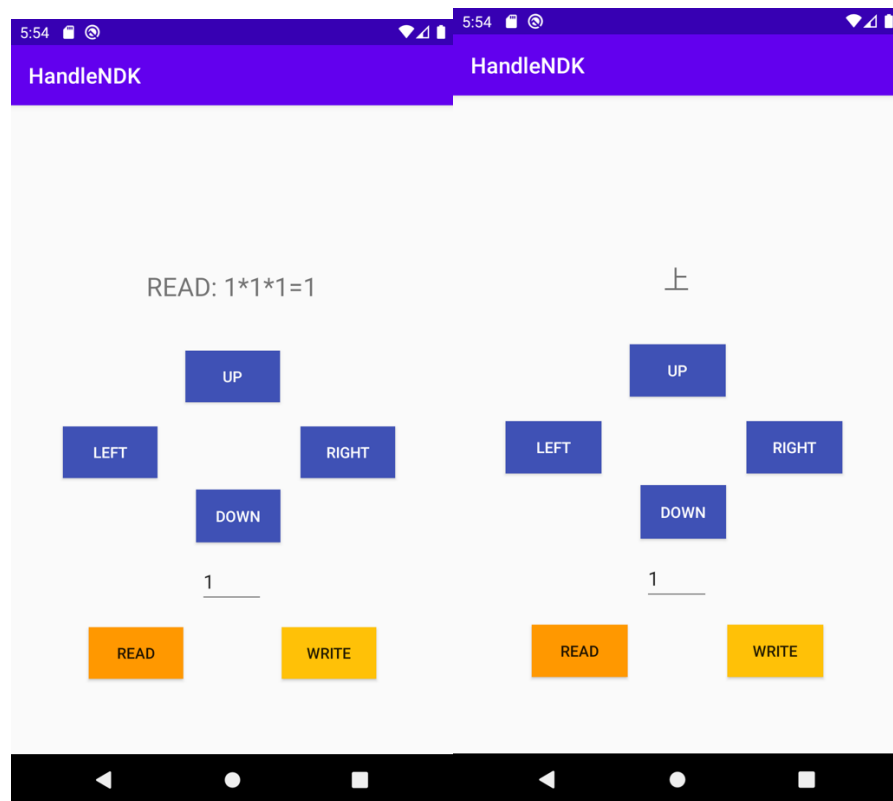 5:54
HandleNDK
READ: 1*1*1=1
UP
LEFT RIGHT
DOWN
1
READ WRITE
5:54
HandleNDK
上
UP
LEFT RIGHT
DOWN
1
READ WRITE